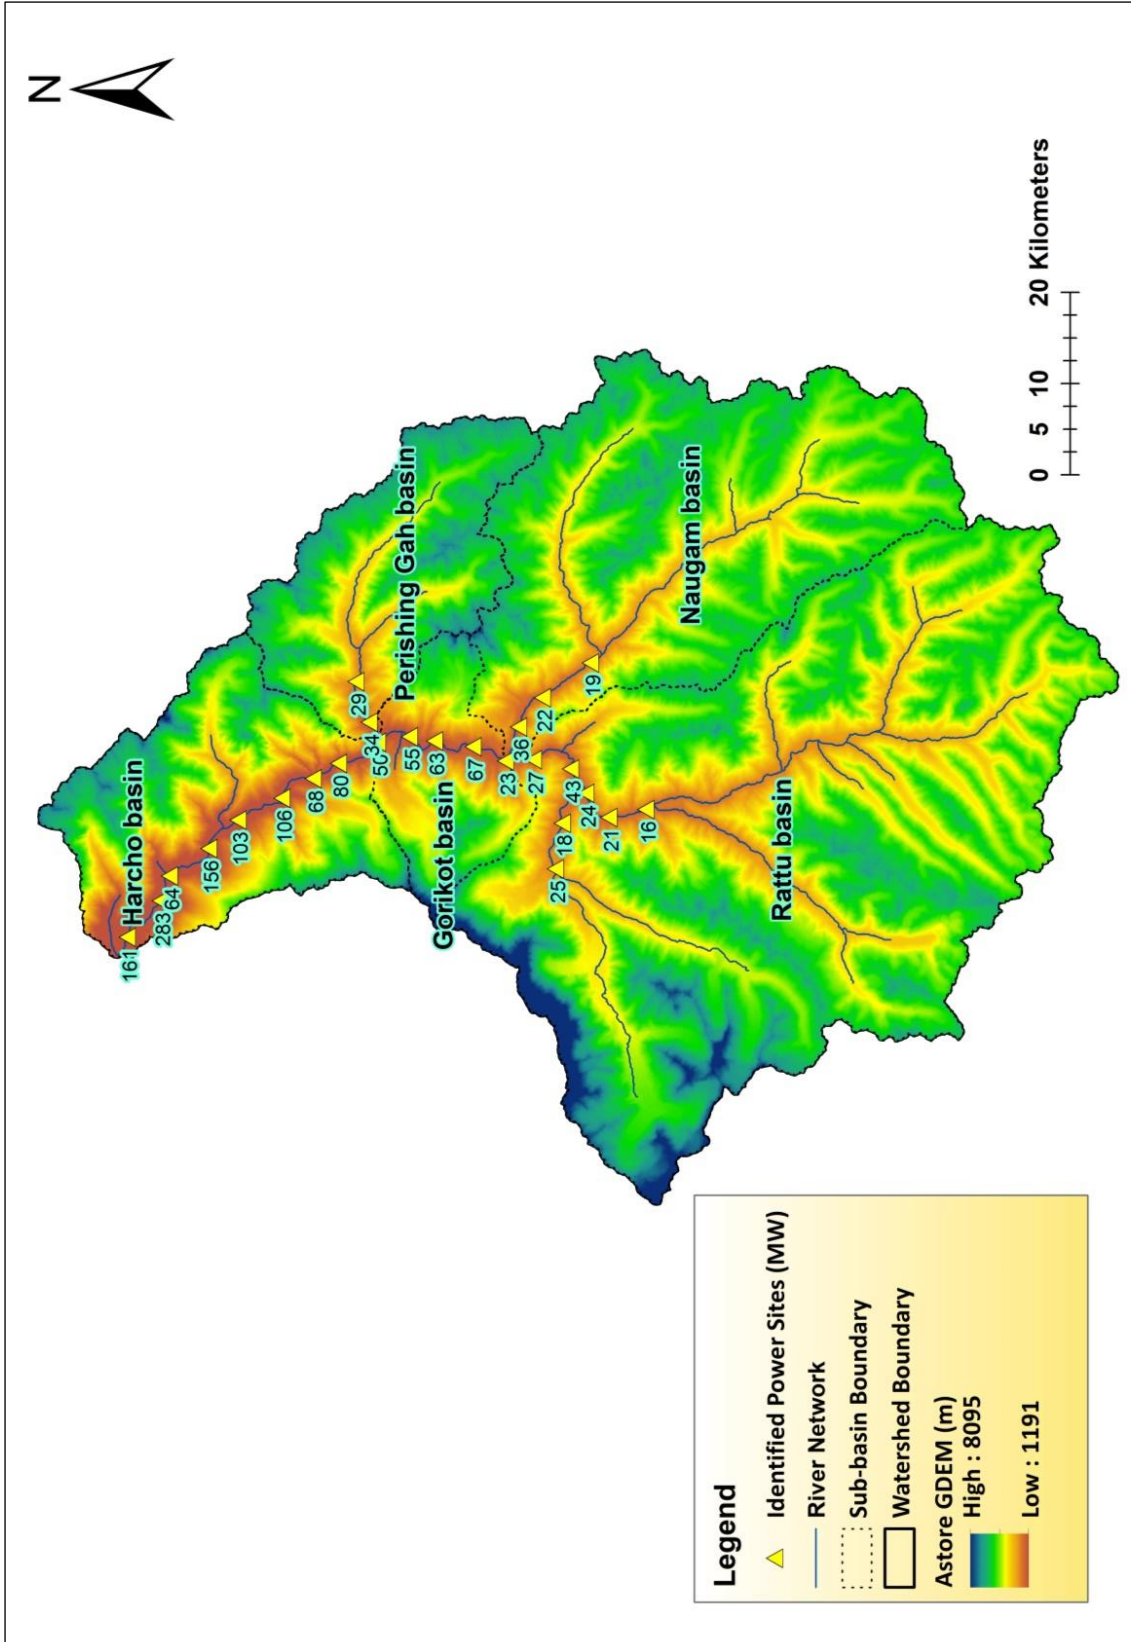 N
Harcho basin
161
283
64
156
103
106
68
80
Perishing Gah basin
29
34
50
Gorikot basin
55
63
67
23
36
22
19
Naugam basin
27
43
24
18
25
21
16
Rattu basin
0 5 10 20 Kilometers
Legend
Identified Power Sites (MW)
River Network
Sub-basin Boundary
Watershed Boundary
Astore GDEM (m)
High : 8095
Low : 1191